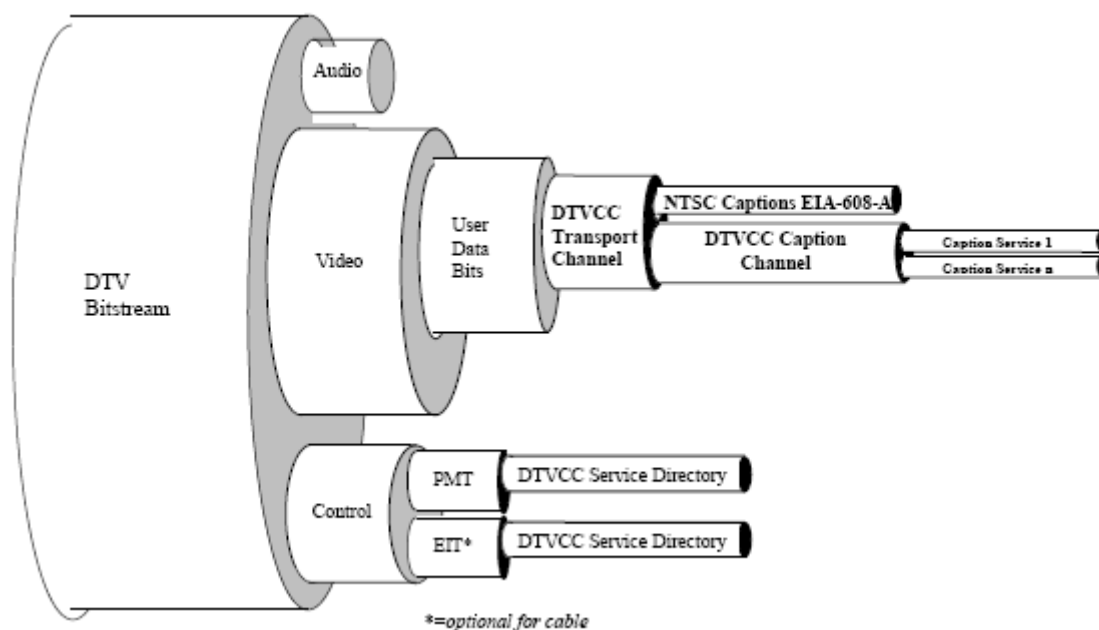 Audio
DTV
Bitstream
Video
User
Data
Bits
DTVCC
Transport
Channel
NTSC Captions EIA-608-A
DTVCC Caption
Channel
Caption Service 1
Caption Service n
Control
PMT
DTVCC Service Directory
EIT*
DTVCC Service Directory
*=optional for cable